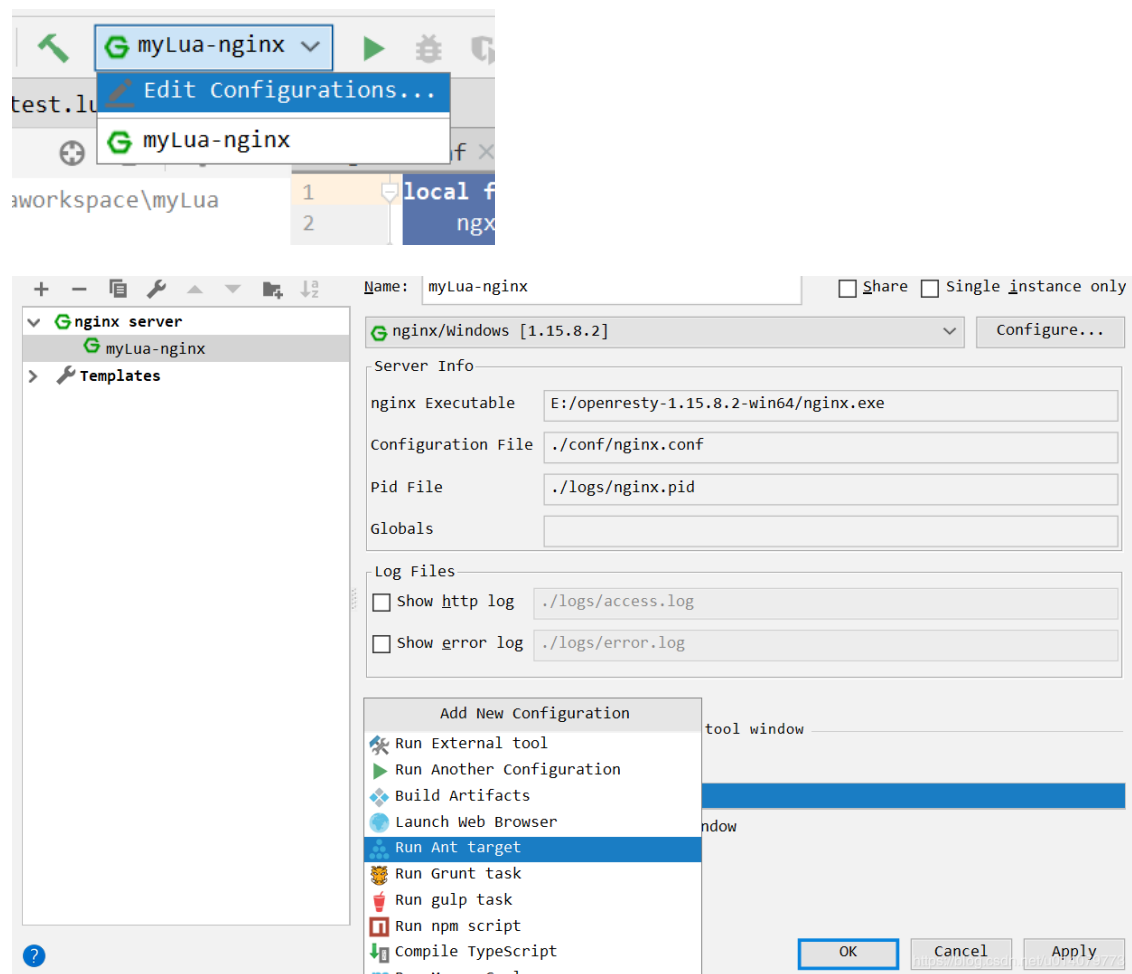 myLua-nginx
Edit Configurations...
test.lu
myLua-nginx
aworkspace\myLua
1 local f
2 ngx
Name: myLua-nginx Share Single instance only
nginx server
nginx/Windows [1.15.8.2] Configure...
myLua-nginx
Templates
Server Info
nginx Executable E:/openresty-1.15.8.2-win64/nginx.exe
Configuration File ./conf/nginx.conf
Pid File ./logs/nginx.pid
Globals
Log Files
Show http log ./logs/access.log
Show error log ./logs/error.log
Add New Configuration
tool window
Run External tool
Run Another Configuration
Build Artifacts
Launch Web Browser
ndow
Run Ant target
Run Grunt task
Run gulp task
Run npm script
Compile TypeScript
OK Cancel Apply